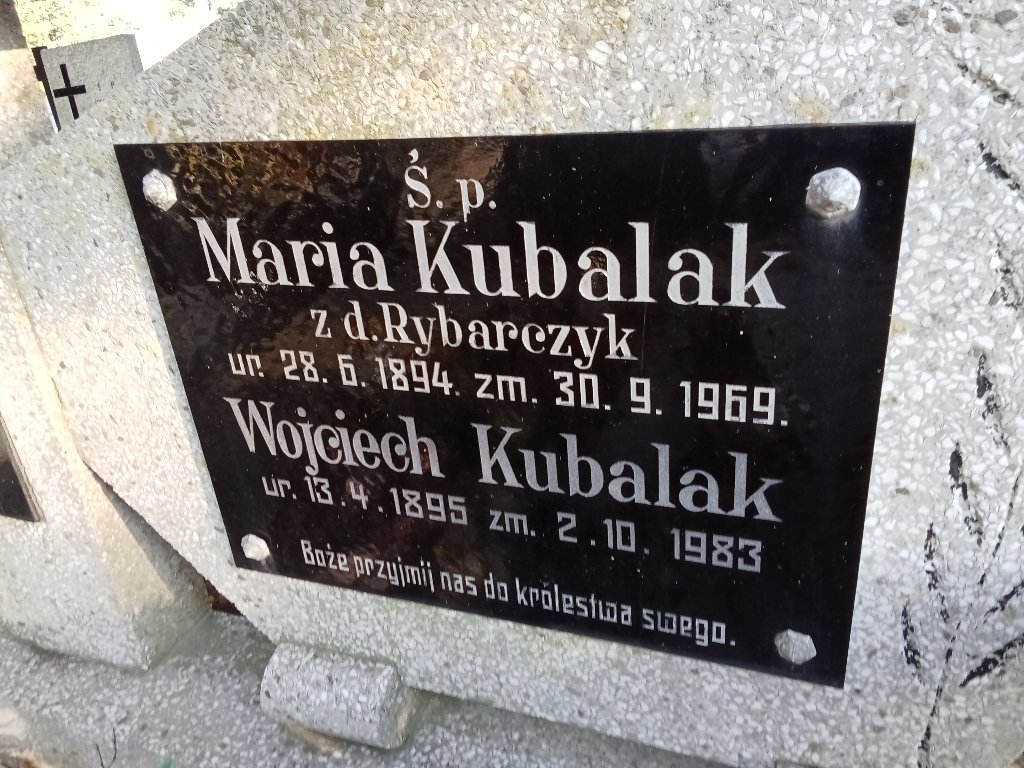 Ś. p.
Maria Kubalak
z d. Rybarczyk
ur. 28. 6. 1894. zm. 30. 9. 1969.
Wojciech Kubalak
ur. 13. 4. 1895 zm. 2. 10. 1983
Boże przyjmij nas do królestwa swego.